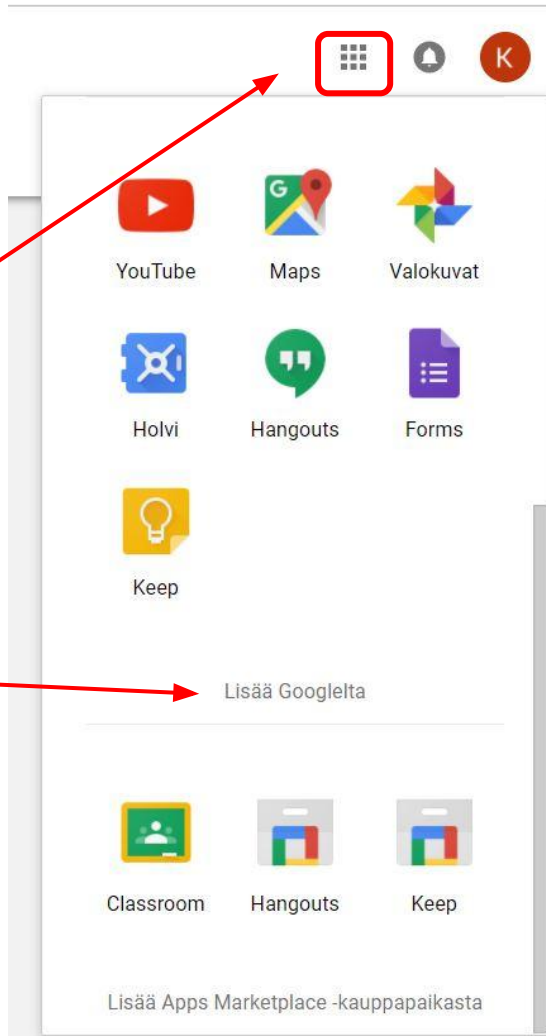 K
G
YouTube Maps Valokuvat
Holvi Hangouts Forms
Keep
Lisää Googlelta
Classroom Hangouts Keep
Lisää Apps Marketplace -kauppapaikasta